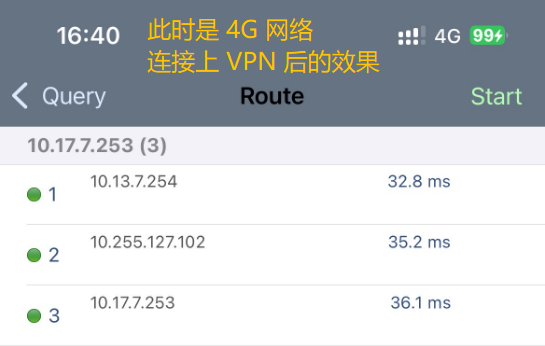 16:40
此时是 4G 网络
连接上 VPN 后的效果
4G
99
Query
Route
Start
10.17.7.253 (3)
1 10.13.7.254 32.8 ms
2 10.255.127.102 35.2 ms
3 10.17.7.253 36.1 ms